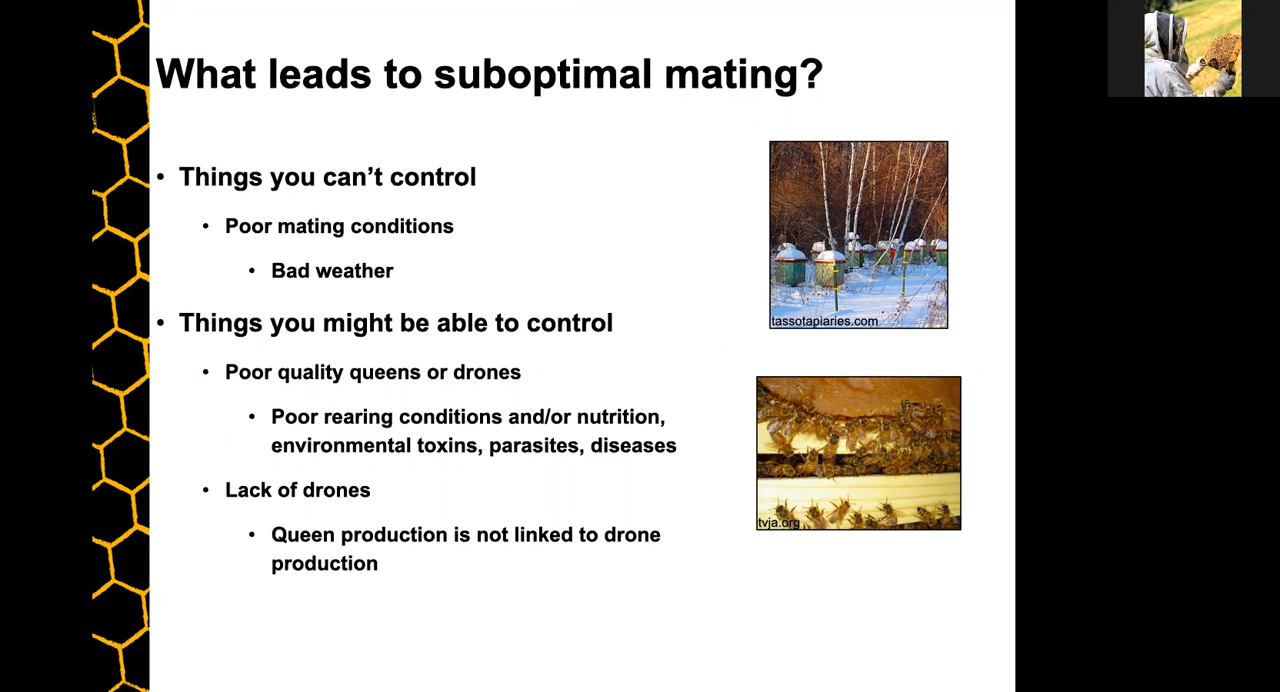 What leads to suboptimal mating?
• Things you can’t control
• Poor mating conditions
• Bad weather
• Things you might be able to control
• Poor quality queens or drones
• Poor rearing conditions and/or nutrition,
environmental toxins, parasites, diseases
• Lack of drones
• Queen production is not linked to drone
production
tassotapiaries.com
tvja.org